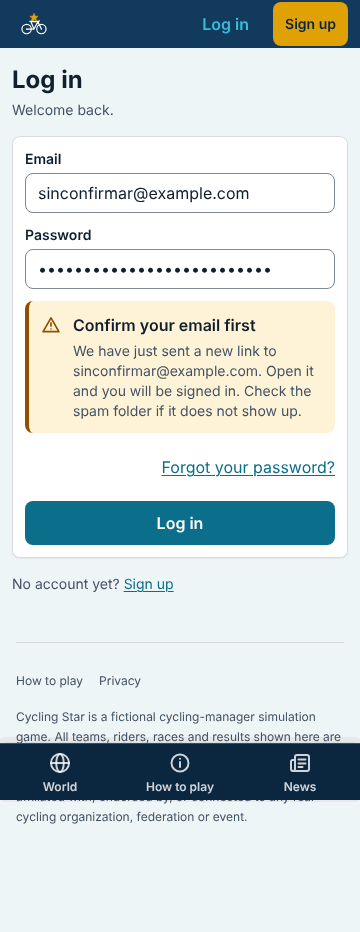 Log in
Sign up
Log in
Welcome back.
Email
sinconfirmar@example.com
Password
Confirm your email first
We have just sent a new link to
sinconfirmar@example.com. Open it
and you will be signed in. Check the
spam folder if it does not show up.
Forgot your password?
Log in
No account yet? Sign up
How to play Privacy
Cycling Star is a fictional cycling-manager simulation
game. All teams, riders, races and results shown here are
World
How to play
News
cycling organization, federation or event.